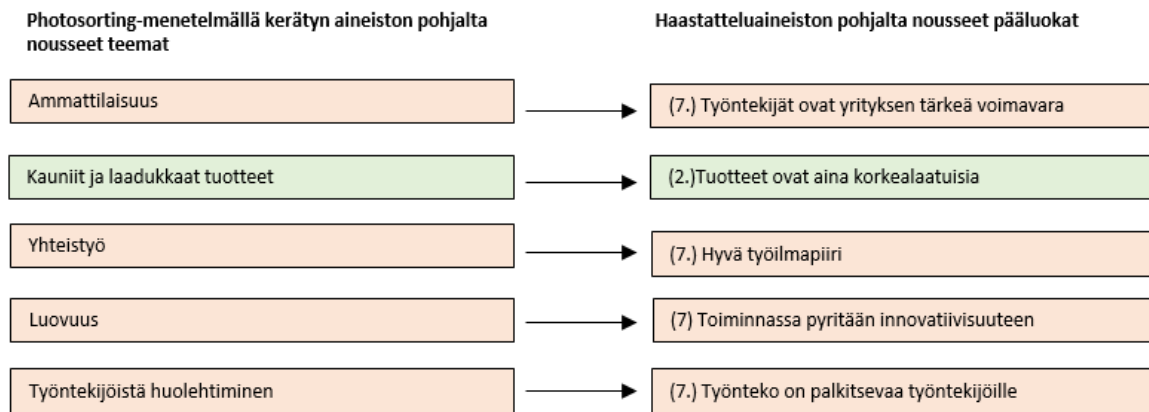 Photosorting-menetelmällä kerätyn aineiston pohjalta
nousseet teemat
Haastatteluaineiston pohjalta nousseet pääluokat
Ammattilaisuus
(7.) Työntekijät ovat yrityksen tärkeä voimavara
Kauniit ja laadukkaat tuotteet
(2.)Tuotteet ovat aina korkealaatuisia
Yhteistyö
(7.) Hyvä työilmapiiri
Luovuus
(7) Toiminnassa pyritään innovatiivisuuteen
Työntekijöistä huolehtiminen
(7.) Työnteko on palkitsevaa työntekijöille